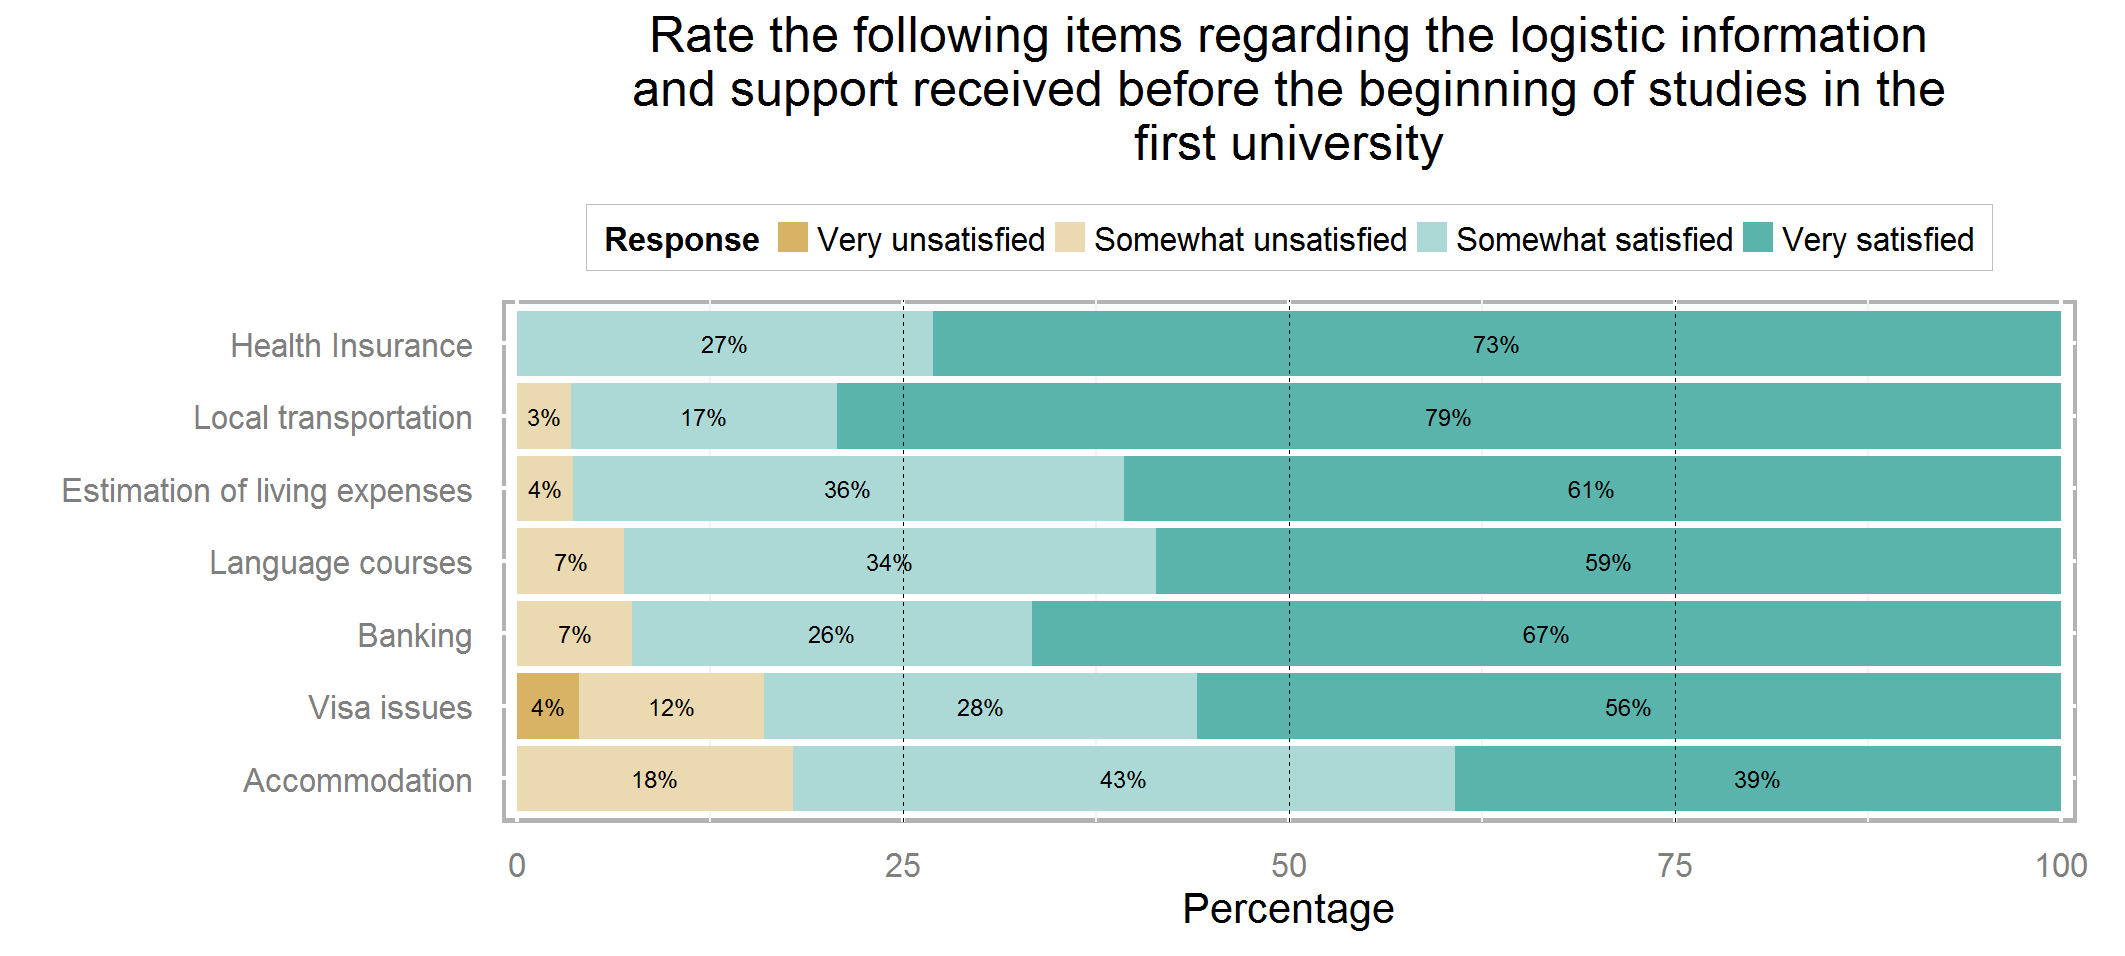 Rate the following items regarding the logistic information
and support received before the beginning of studies in the
first university
Response Very unsatisfied Somewhat unsatisfied Somewhat satisfied Very satisfied
Health Insurance 27% 73%
Local transportation 3% 17% 79%
Estimation of living expenses 4% 36% 61%
Language courses 7% 34% 59%
Banking 7% 26% 67%
Visa issues 4% 12% 28% 56%
Accommodation 18% 43% 39%
0 25 50 75 100
Percentage